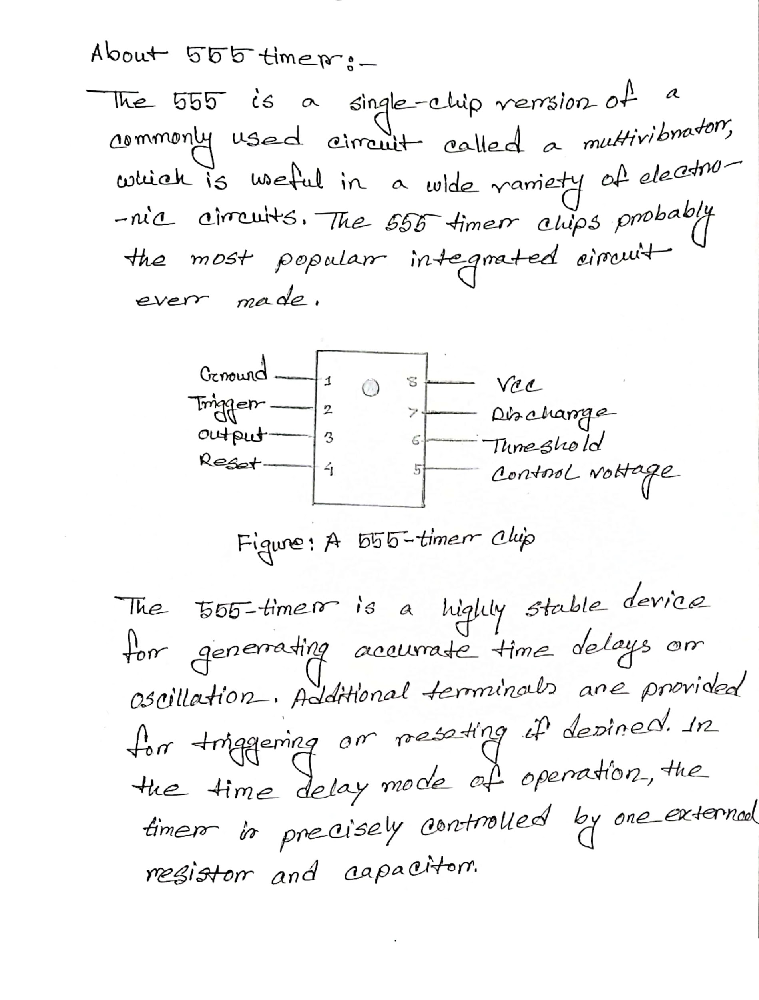 About 555 timer:-
The 555 is a single-chip version of a
commonly used circuit called a multivibrator,
which is useful in a wide variety of electro-
-nic circuits. The 555 timer chips probably
the most popular integrated circuit
ever made.
Ground 1 8 Vcc
Trigger 2 7 Discharge
output 3 6 Threshold
Reset 4 5 Control voltage
Figure: A 555-timer chip
The 555-timer is a highly stable device
for generating accurate time delays or
oscillation. Additional terminals are provided
for triggering or reseting if desired. In
the time delay mode of operation, the
timer is precisely controlled by one external
resistor and capacitor.